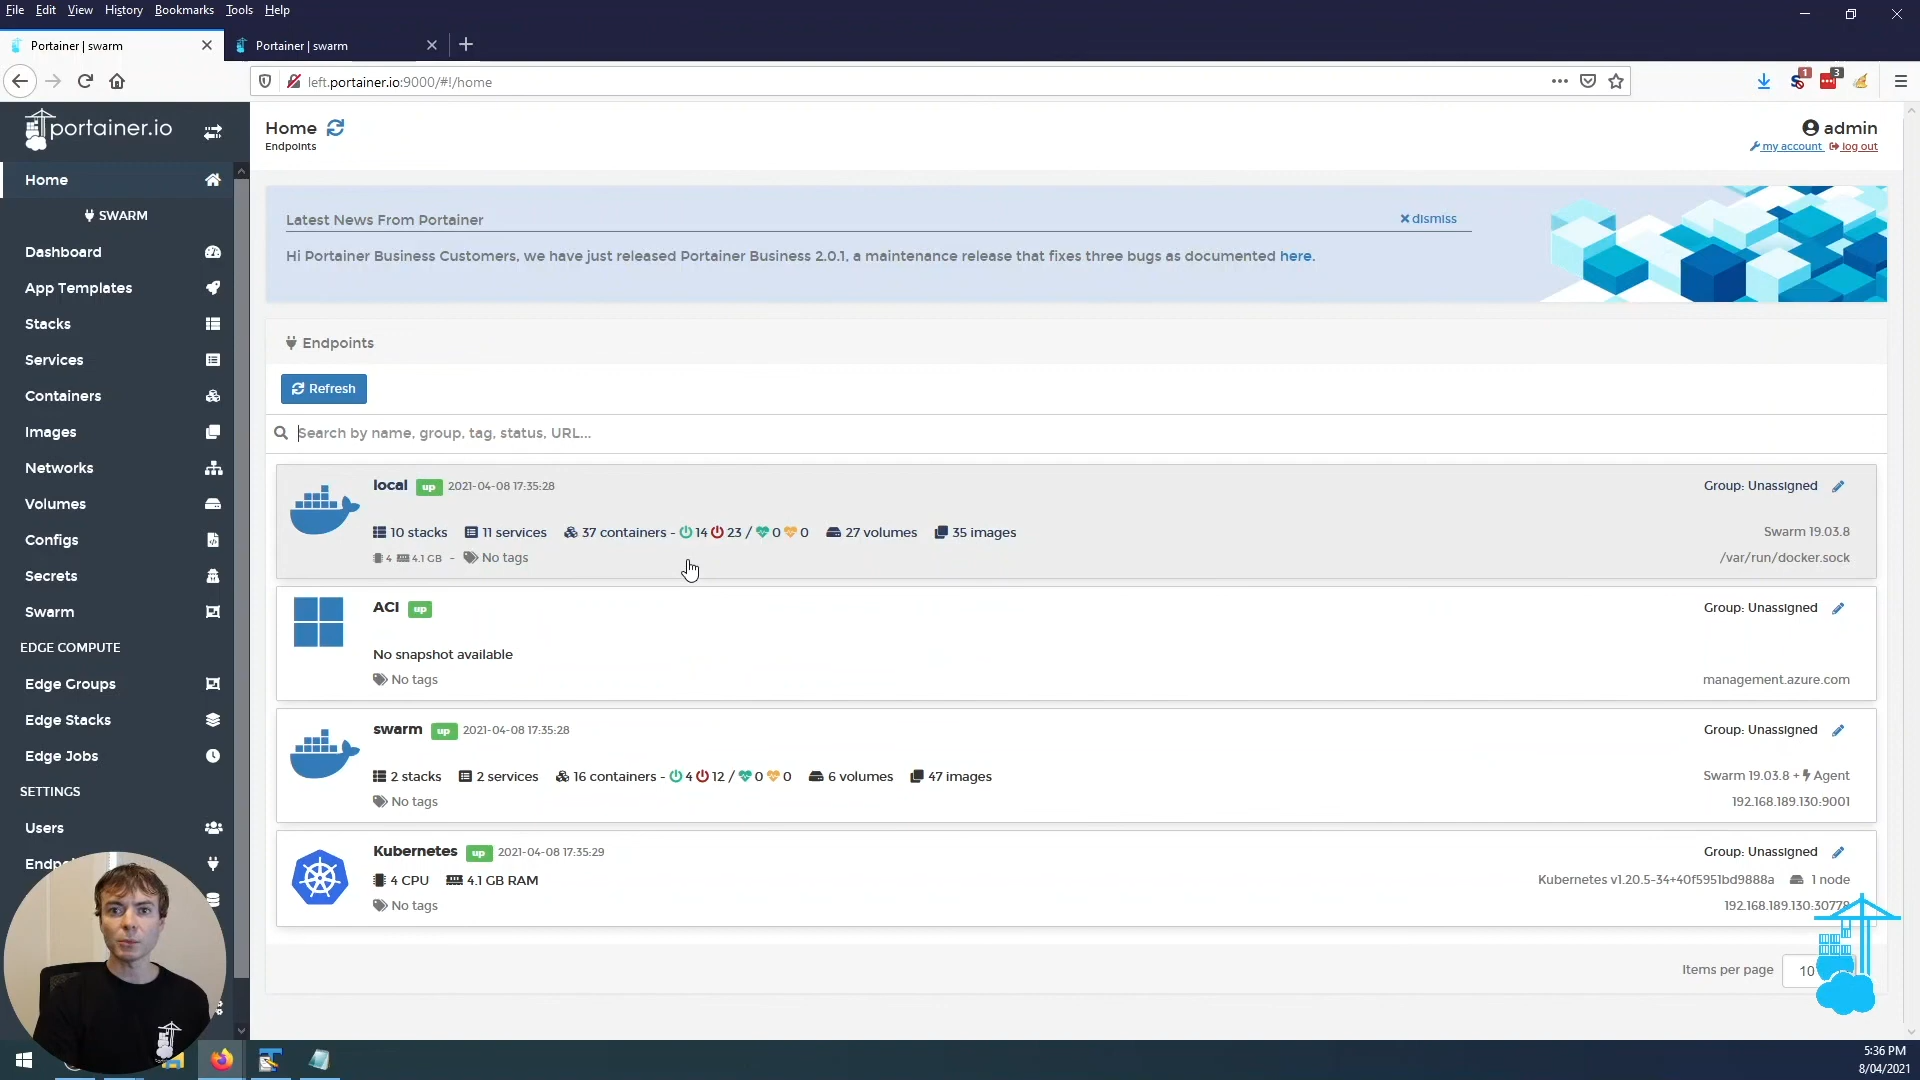 File Edit View History Bookmarks Tools Help
Portainer | swarm
Portainer | swarm
left.portainer.io:9000/#!/home
1
3
portainer.io
Home
SWARM
Dashboard
App Templates
Stacks
Services
Containers
Images
Networks
Volumes
Configs
Secrets
Swarm
EDGE COMPUTE
Edge Groups
Edge Stacks
Edge Jobs
SETTINGS
Users
Home
Endpoints
admin
my account log out
Latest News From Portainer
dismiss
Hi Portainer Business Customers, we have just released Portainer Business 2.0.1, a maintenance release that fixes three bugs as documented here.
Endpoints
Refresh
Search by name, group, tag, status, URL...
local up 2021-04-08 17:35:28
Group: Unassigned
10 stacks 11 services 37 containers - 14 23 / 0 0 27 volumes 35 images
Swarm 19.03.8
4 4.1 GB - No tags
/var/run/docker.sock
ACI up
Group: Unassigned
No snapshot available
No tags
management.azure.com
swarm up 2021-04-08 17:35:28
Group: Unassigned
2 stacks 2 services 16 containers - 4 12 / 0 0 6 volumes 47 images
Swarm 19.03.8 + Agent
No tags
192.168.189.130:9001
Kubernetes up 2021-04-08 17:35:29
Group: Unassigned
4 CPU 4.1 GB RAM
Kubernetes v1.20.5-34+40f5951bd9888a 1 node
No tags
192.168.189.130:30778
Items per page 10
5:36 PM
8/04/2021